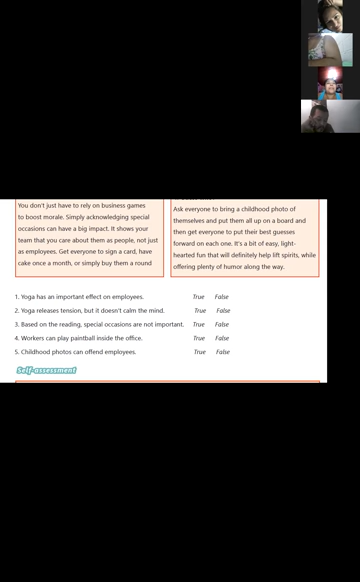 You don't just have to rely on business games
to boost morale. Simply acknowledging special
occasions can have a big impact. It shows your
team that you care about them as people, not just
as employees. Get everyone to sign a card, have
cake once a month, or simply buy them a round
Ask everyone to bring a childhood photo of
themselves and put them all up on a board and
then get everyone to put their best guesses
forward on each one. It's a bit of easy, light-
hearted fun that will definitely help lift spirits, while
offering plenty of humor along the way.
1. Yoga has an important effect on employees. True False
2. Yoga releases tension, but it doesn't calm the mind. True False
3. Based on the reading, special occasions are not important. True False
4. Workers can play paintball inside the office. True False
5. Childhood photos can offend employees. True False
Self-assessment